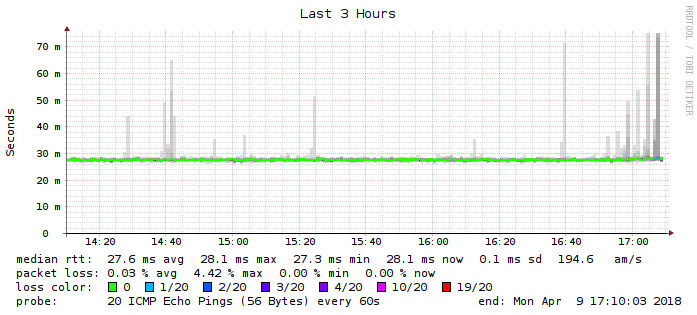 Last 3 Hours
RRDTOOL / TOBI OETIKER
Seconds
70 m
60 m
50 m
40 m
30 m
20 m
10 m
0
14:20 14:40 15:00 15:20 15:40 16:00 16:20 16:40 17:00
median rtt: 27.6 ms avg 28.1 ms max 27.3 ms min 28.1 ms now 0.1 ms sd 194.6 am/s
packet loss: 0.03 % avg 4.42 % max 0.00 % min 0.00 % now
loss color: 0 1/20 2/20 3/20 4/20 10/20 19/20
probe: 20 ICMP Echo Pings (56 Bytes) every 60s end: Mon Apr 9 17:10:03 2018